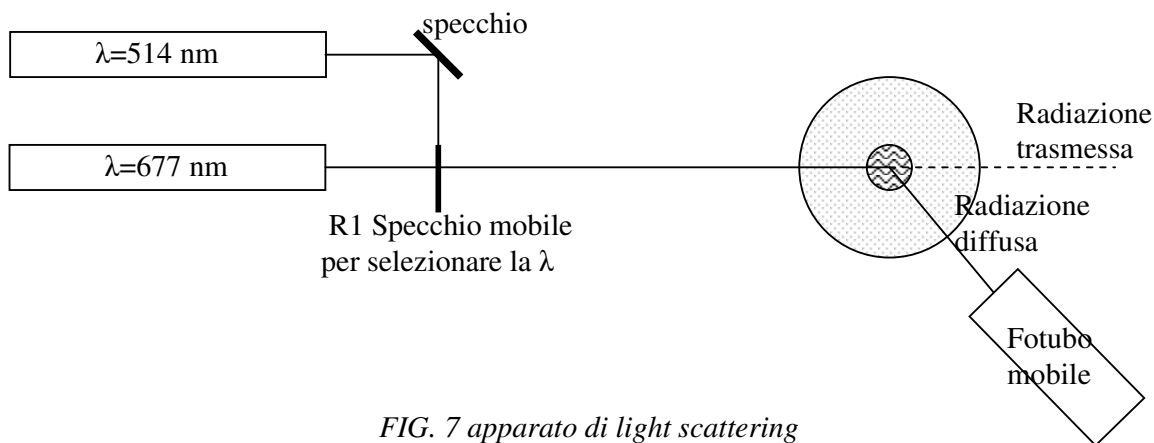 specchio
λ=514 nm
λ=677 nm
R1 Specchio mobile
per selezionare la λ
Radiazione
trasmessa
Radiazione
diffusa
Fotubo
mobile
FIG. 7 apparato di light scattering